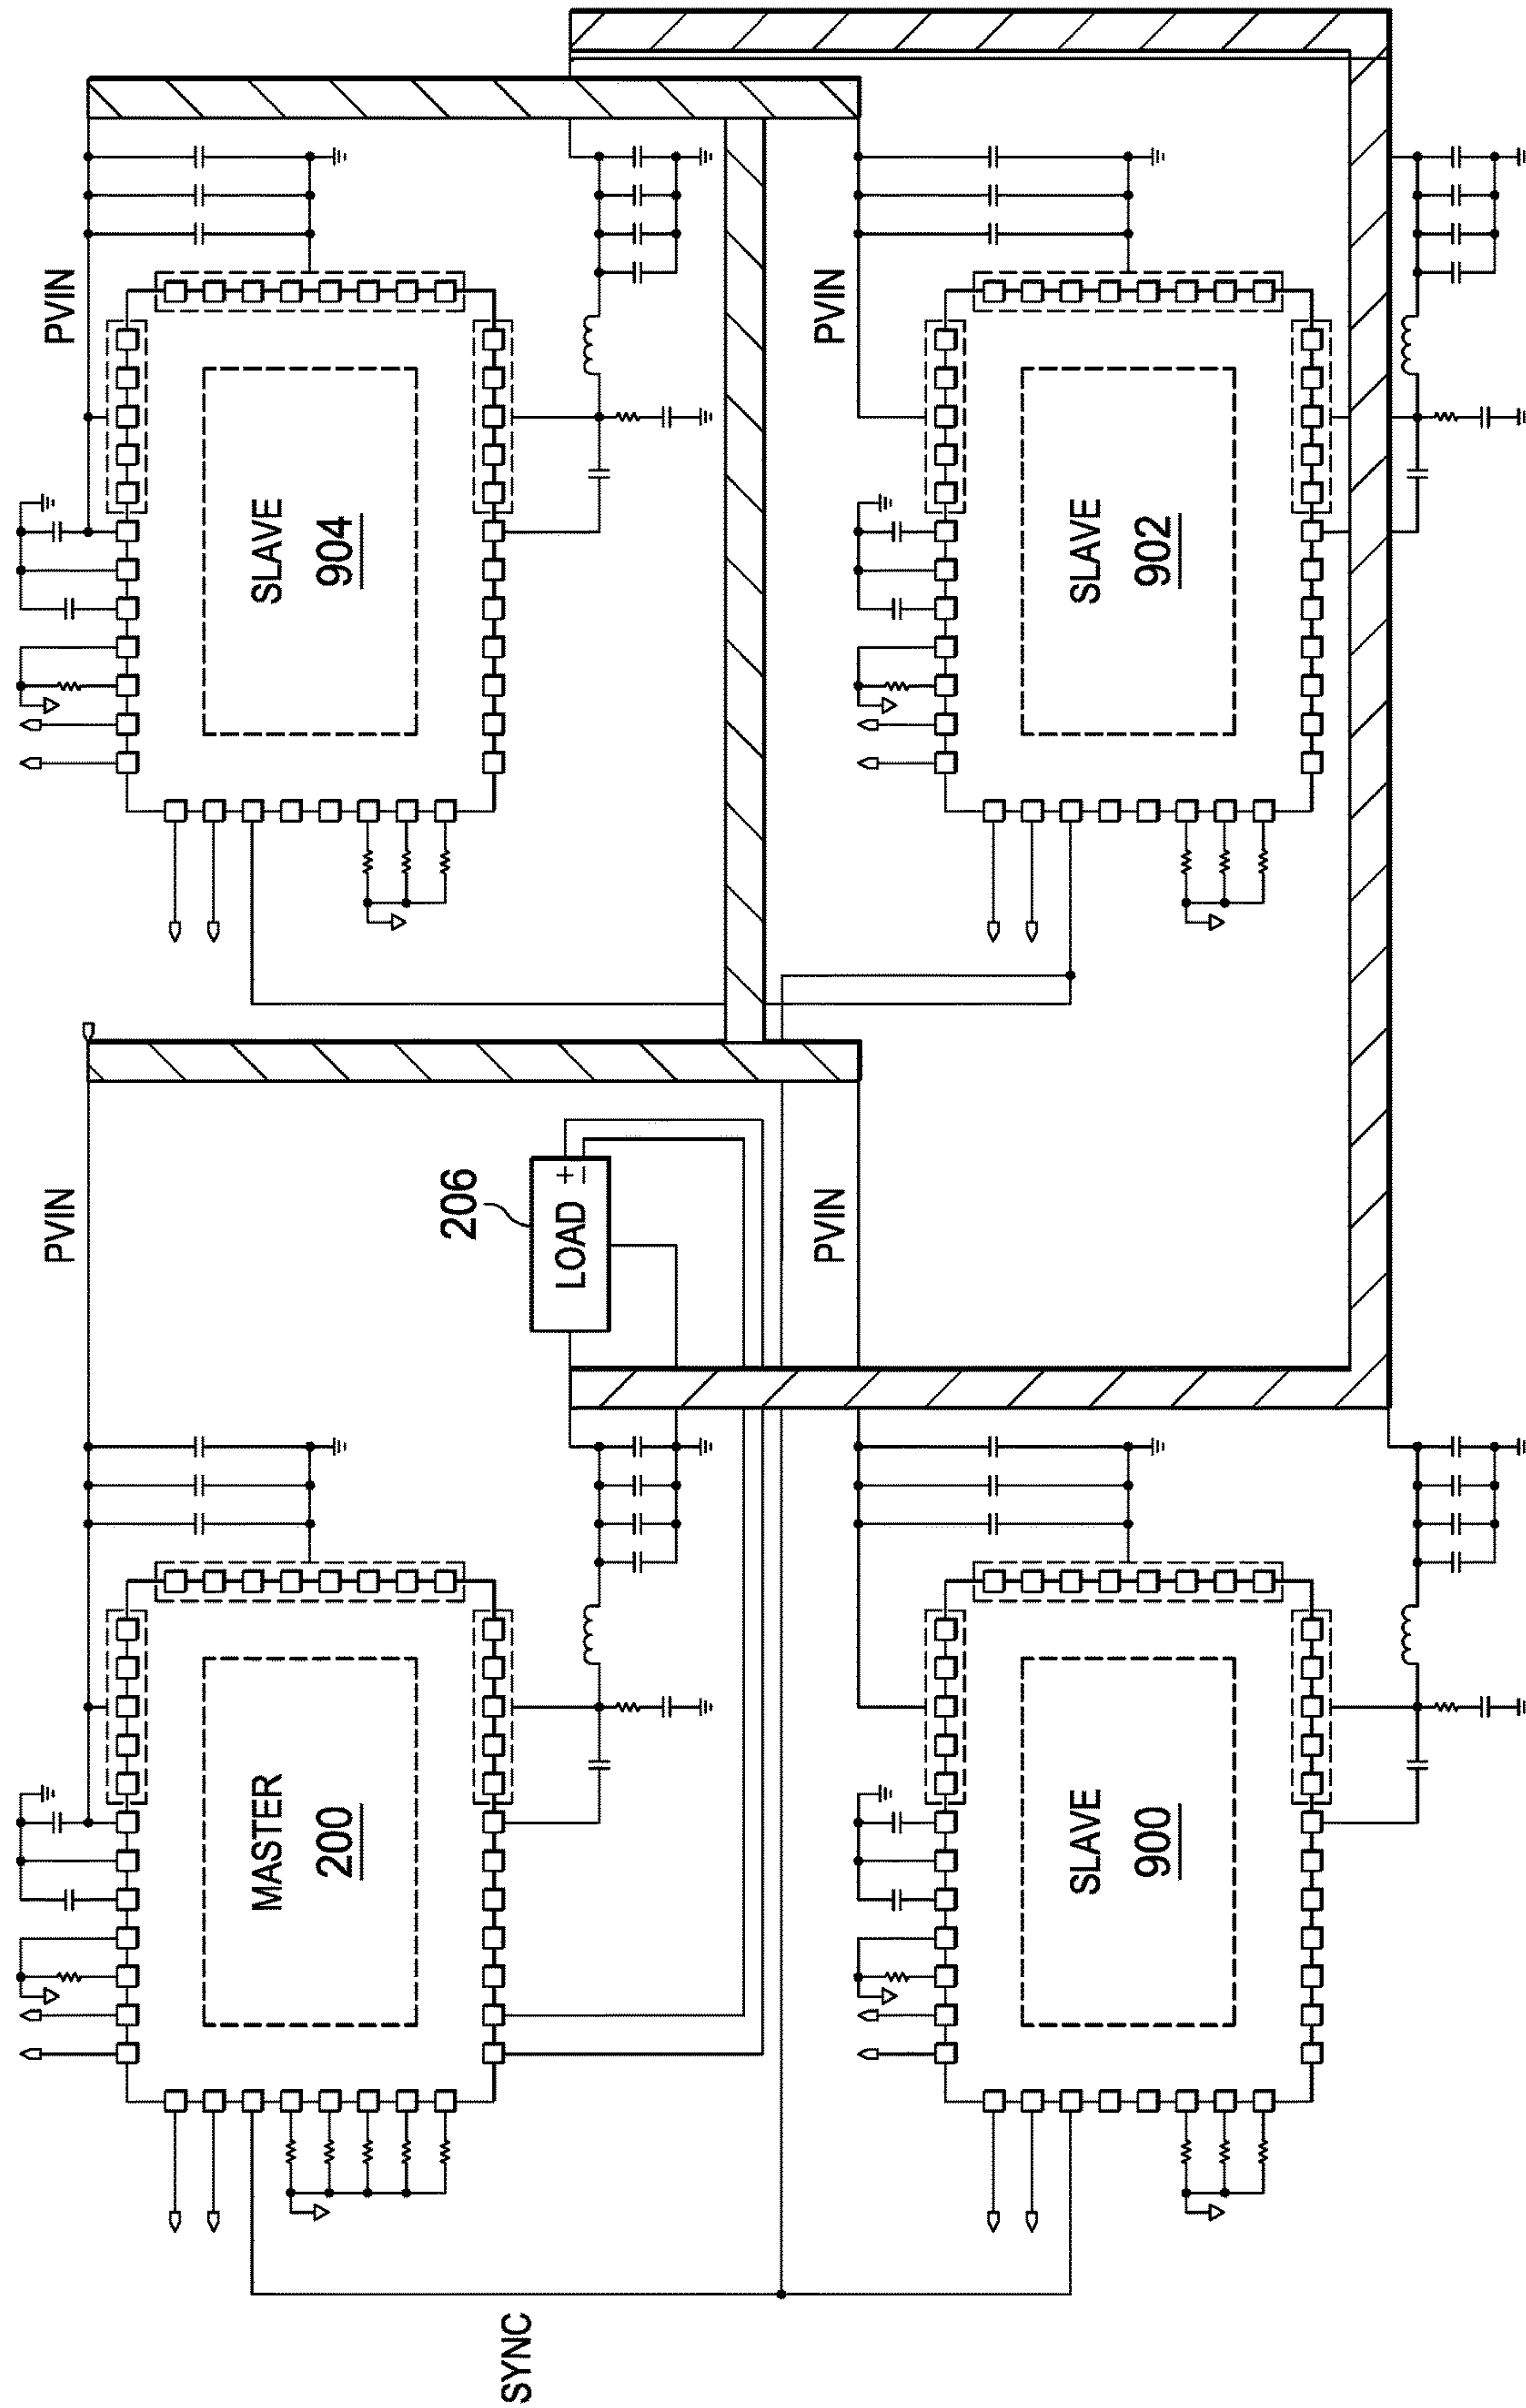 PVIN
SLAVE
904
PVIN
SLAVE
902
PVIN
206
LOAD
+ −
PVIN
MASTER
200
SLAVE
900
SYNC